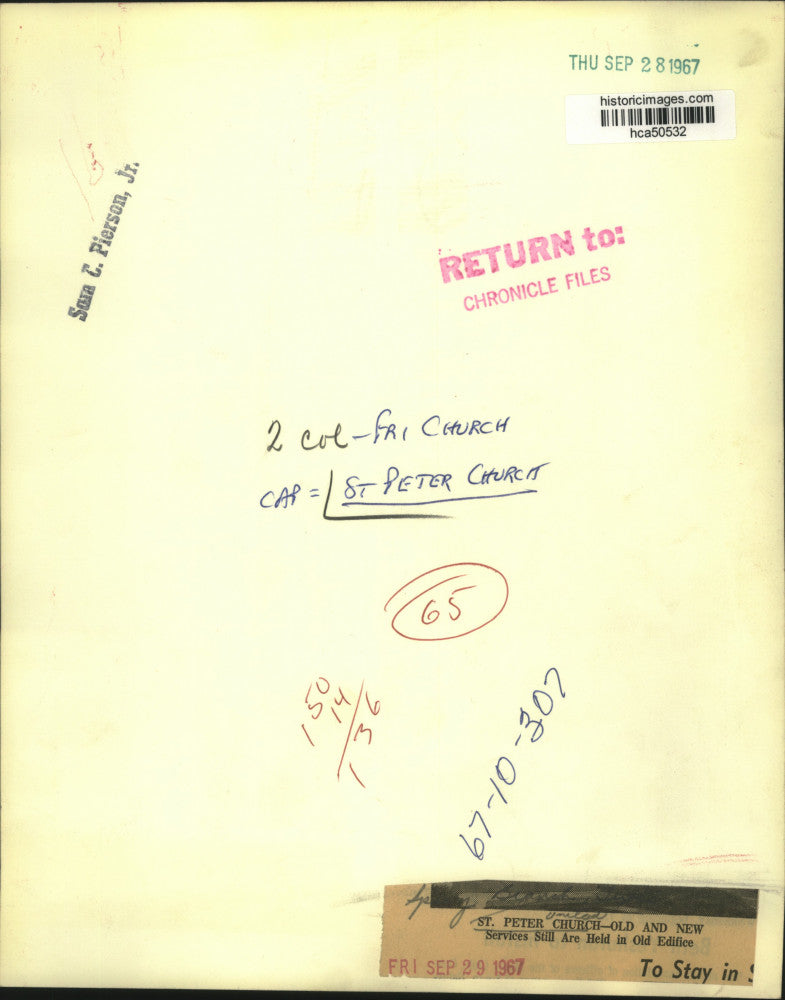 THU SEP 28 1967
historicimages.com
hca50532
Sam C. Pierson, Jr.
RETURN to:
CHRONICLE FILES
2 col - FRI CHURCH
CAP = ST PETER CHURCH
65
150
14
136
67-10-307
United
ST. PETER CHURCH—OLD AND NEW
Services Still Are Held in Old Edifice
FRI SEP 29 1967
To Stay in